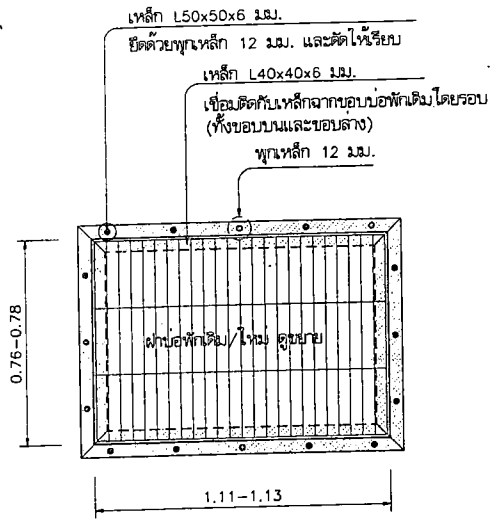 เหล็ก L50x50x6 มม.
ยึดด้วยพุกเหล็ก 12 มม. และตัดให้เรียบ
เหล็ก L40x40x6 มม.
เชื่อมติดกับเหล็กฉากขอบบ่อพักเดิมโดยรอบ
(ทั้งขอบบนและขอบล่าง)
พุกเหล็ก 12 มม.
0.76-0.78
ฝาบ่อพักเดิม/ใหม่ ดูขยาย
1.11-1.13